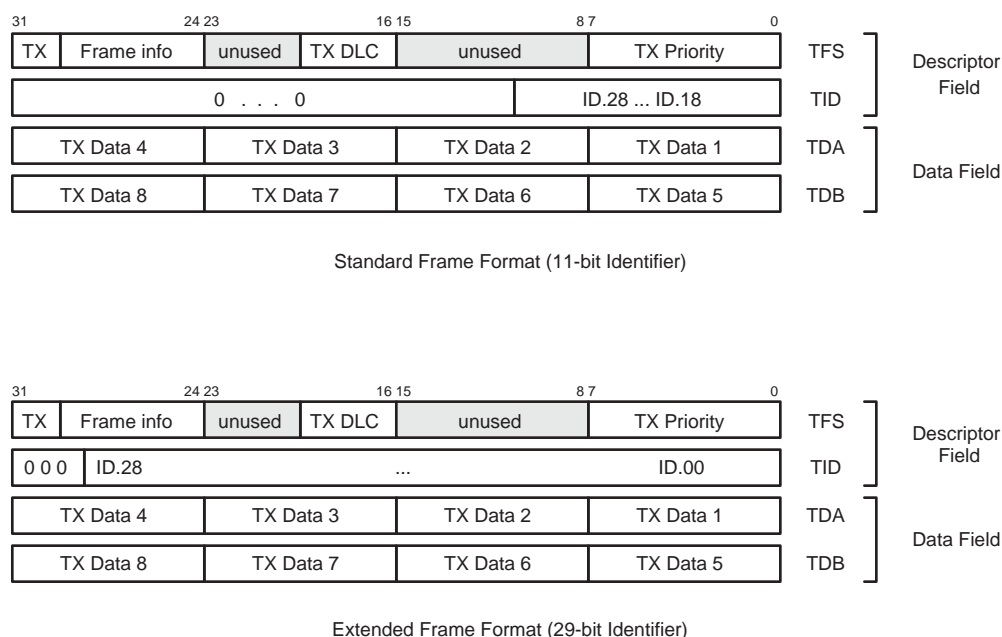 31 24 23 16 15 8 7 0
TX Frame info unused TX DLC unused TX Priority TFS
0 . . . 0 ID.28 ... ID.18 TID
Descriptor
Field
TX Data 4 TX Data 3 TX Data 2 TX Data 1 TDA
TX Data 8 TX Data 7 TX Data 6 TX Data 5 TDB
Data Field
Standard Frame Format (11-bit Identifier)
31 24 23 16 15 8 7 0
TX Frame info unused TX DLC unused TX Priority TFS
0 0 0 ID.28 ... ID.00 TID
Descriptor
Field
TX Data 4 TX Data 3 TX Data 2 TX Data 1 TDA
TX Data 8 TX Data 7 TX Data 6 TX Data 5 TDB
Data Field
Extended Frame Format (29-bit Identifier)